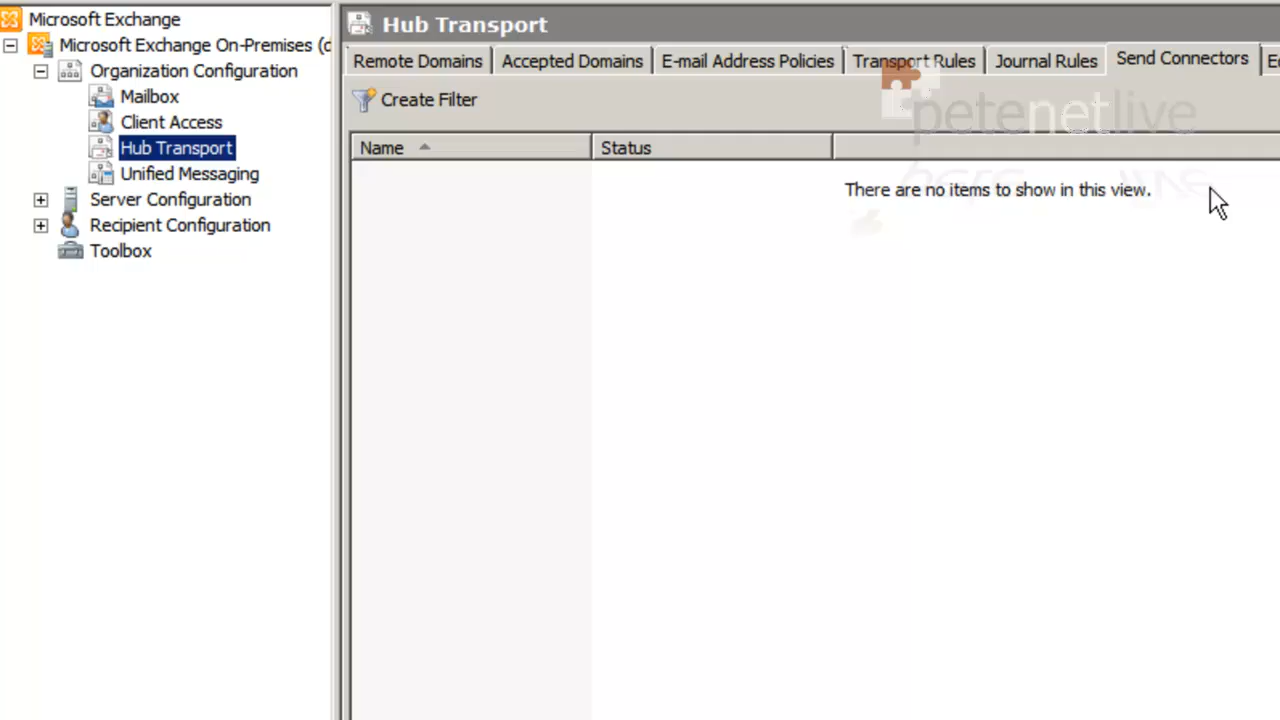 Microsoft Exchange
Microsoft Exchange On-Premises (c
Organization Configuration
Mailbox
Client Access
Hub Transport
Unified Messaging
Server Configuration
Recipient Configuration
Toolbox
Hub Transport
Remote Domains Accepted Domains E-mail Address Policies Transport Rules Journal Rules Send Connectors
Create Filter
petenetlive
Name Status
There are no items to show in this view.